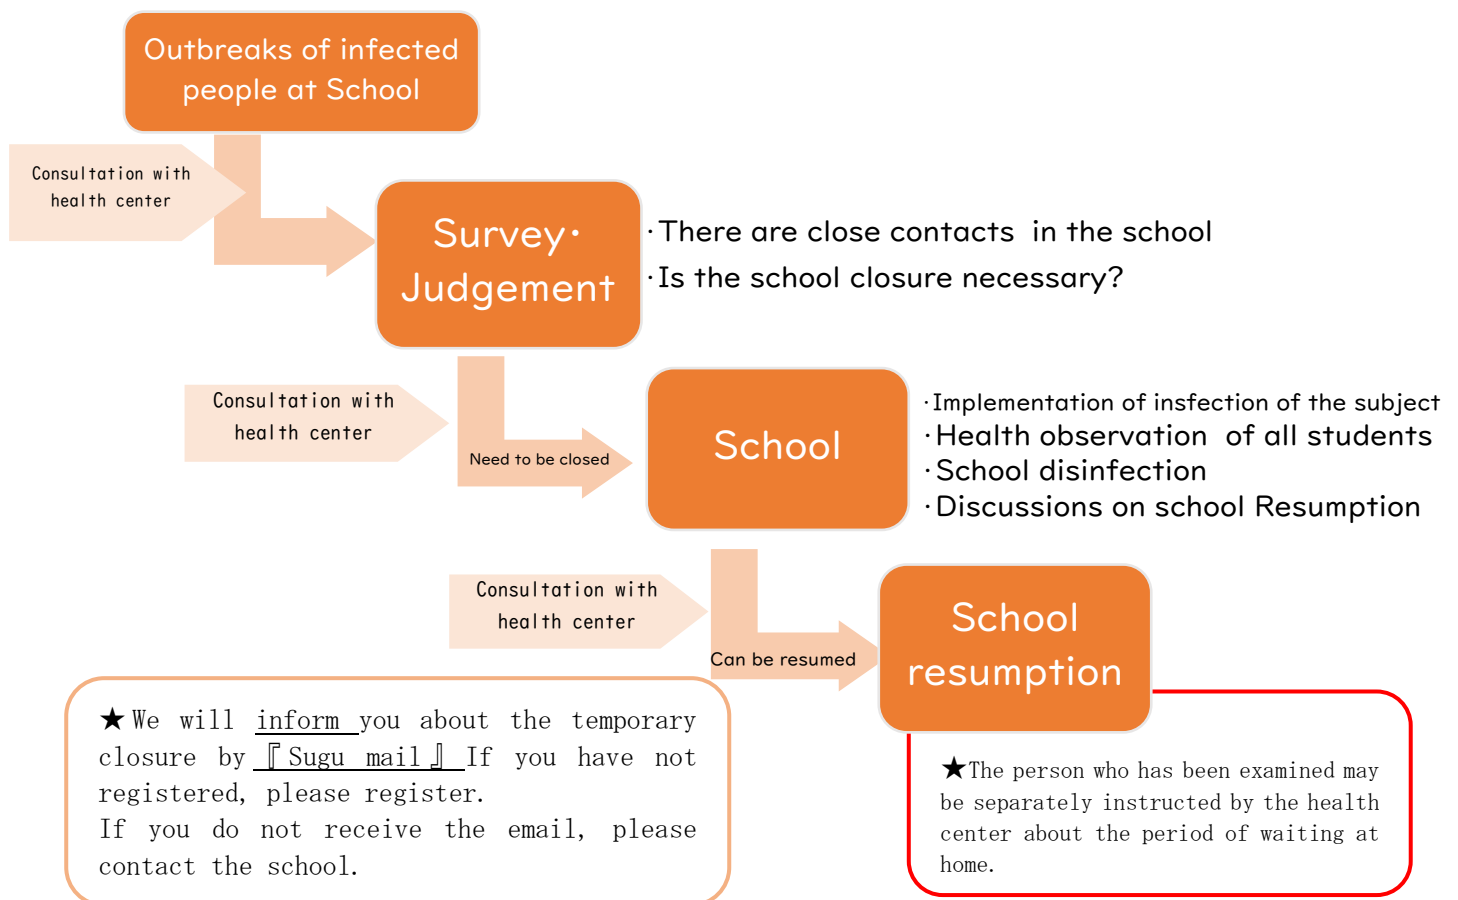 Outbreaks of infected
people at School
Consultation with
health center
Survey・
Judgement
・There are close contacts in the school
・Is the school closure necessary?
Consultation with
health center
Need to be closed
School
・Implementation of insfection of the subject
・Health observation of all students
・School disinfection
・Discussions on school Resumption
Consultation with
health center
Can be resumed
School
resumption
★We will inform you about the temporary
closure by 『Sugu mail』 If you have not
registered, please register.
If you do not receive the email, please
contact the school.
★The person who has been examined may
be separately instructed by the health
center about the period of waiting at
home.